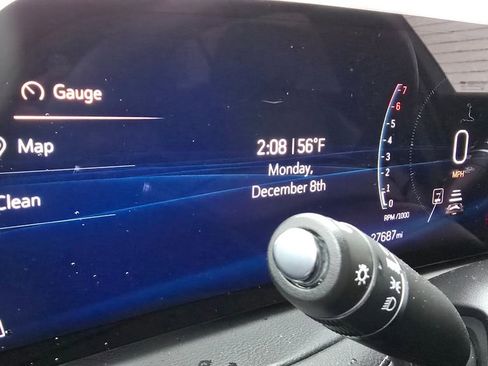 Gauge
Map
Clean
2:08 | 56°F
Monday,
December 8th
7
6
5
4
3
2
1
0
RPM /1000
0
MPH
27687 mi